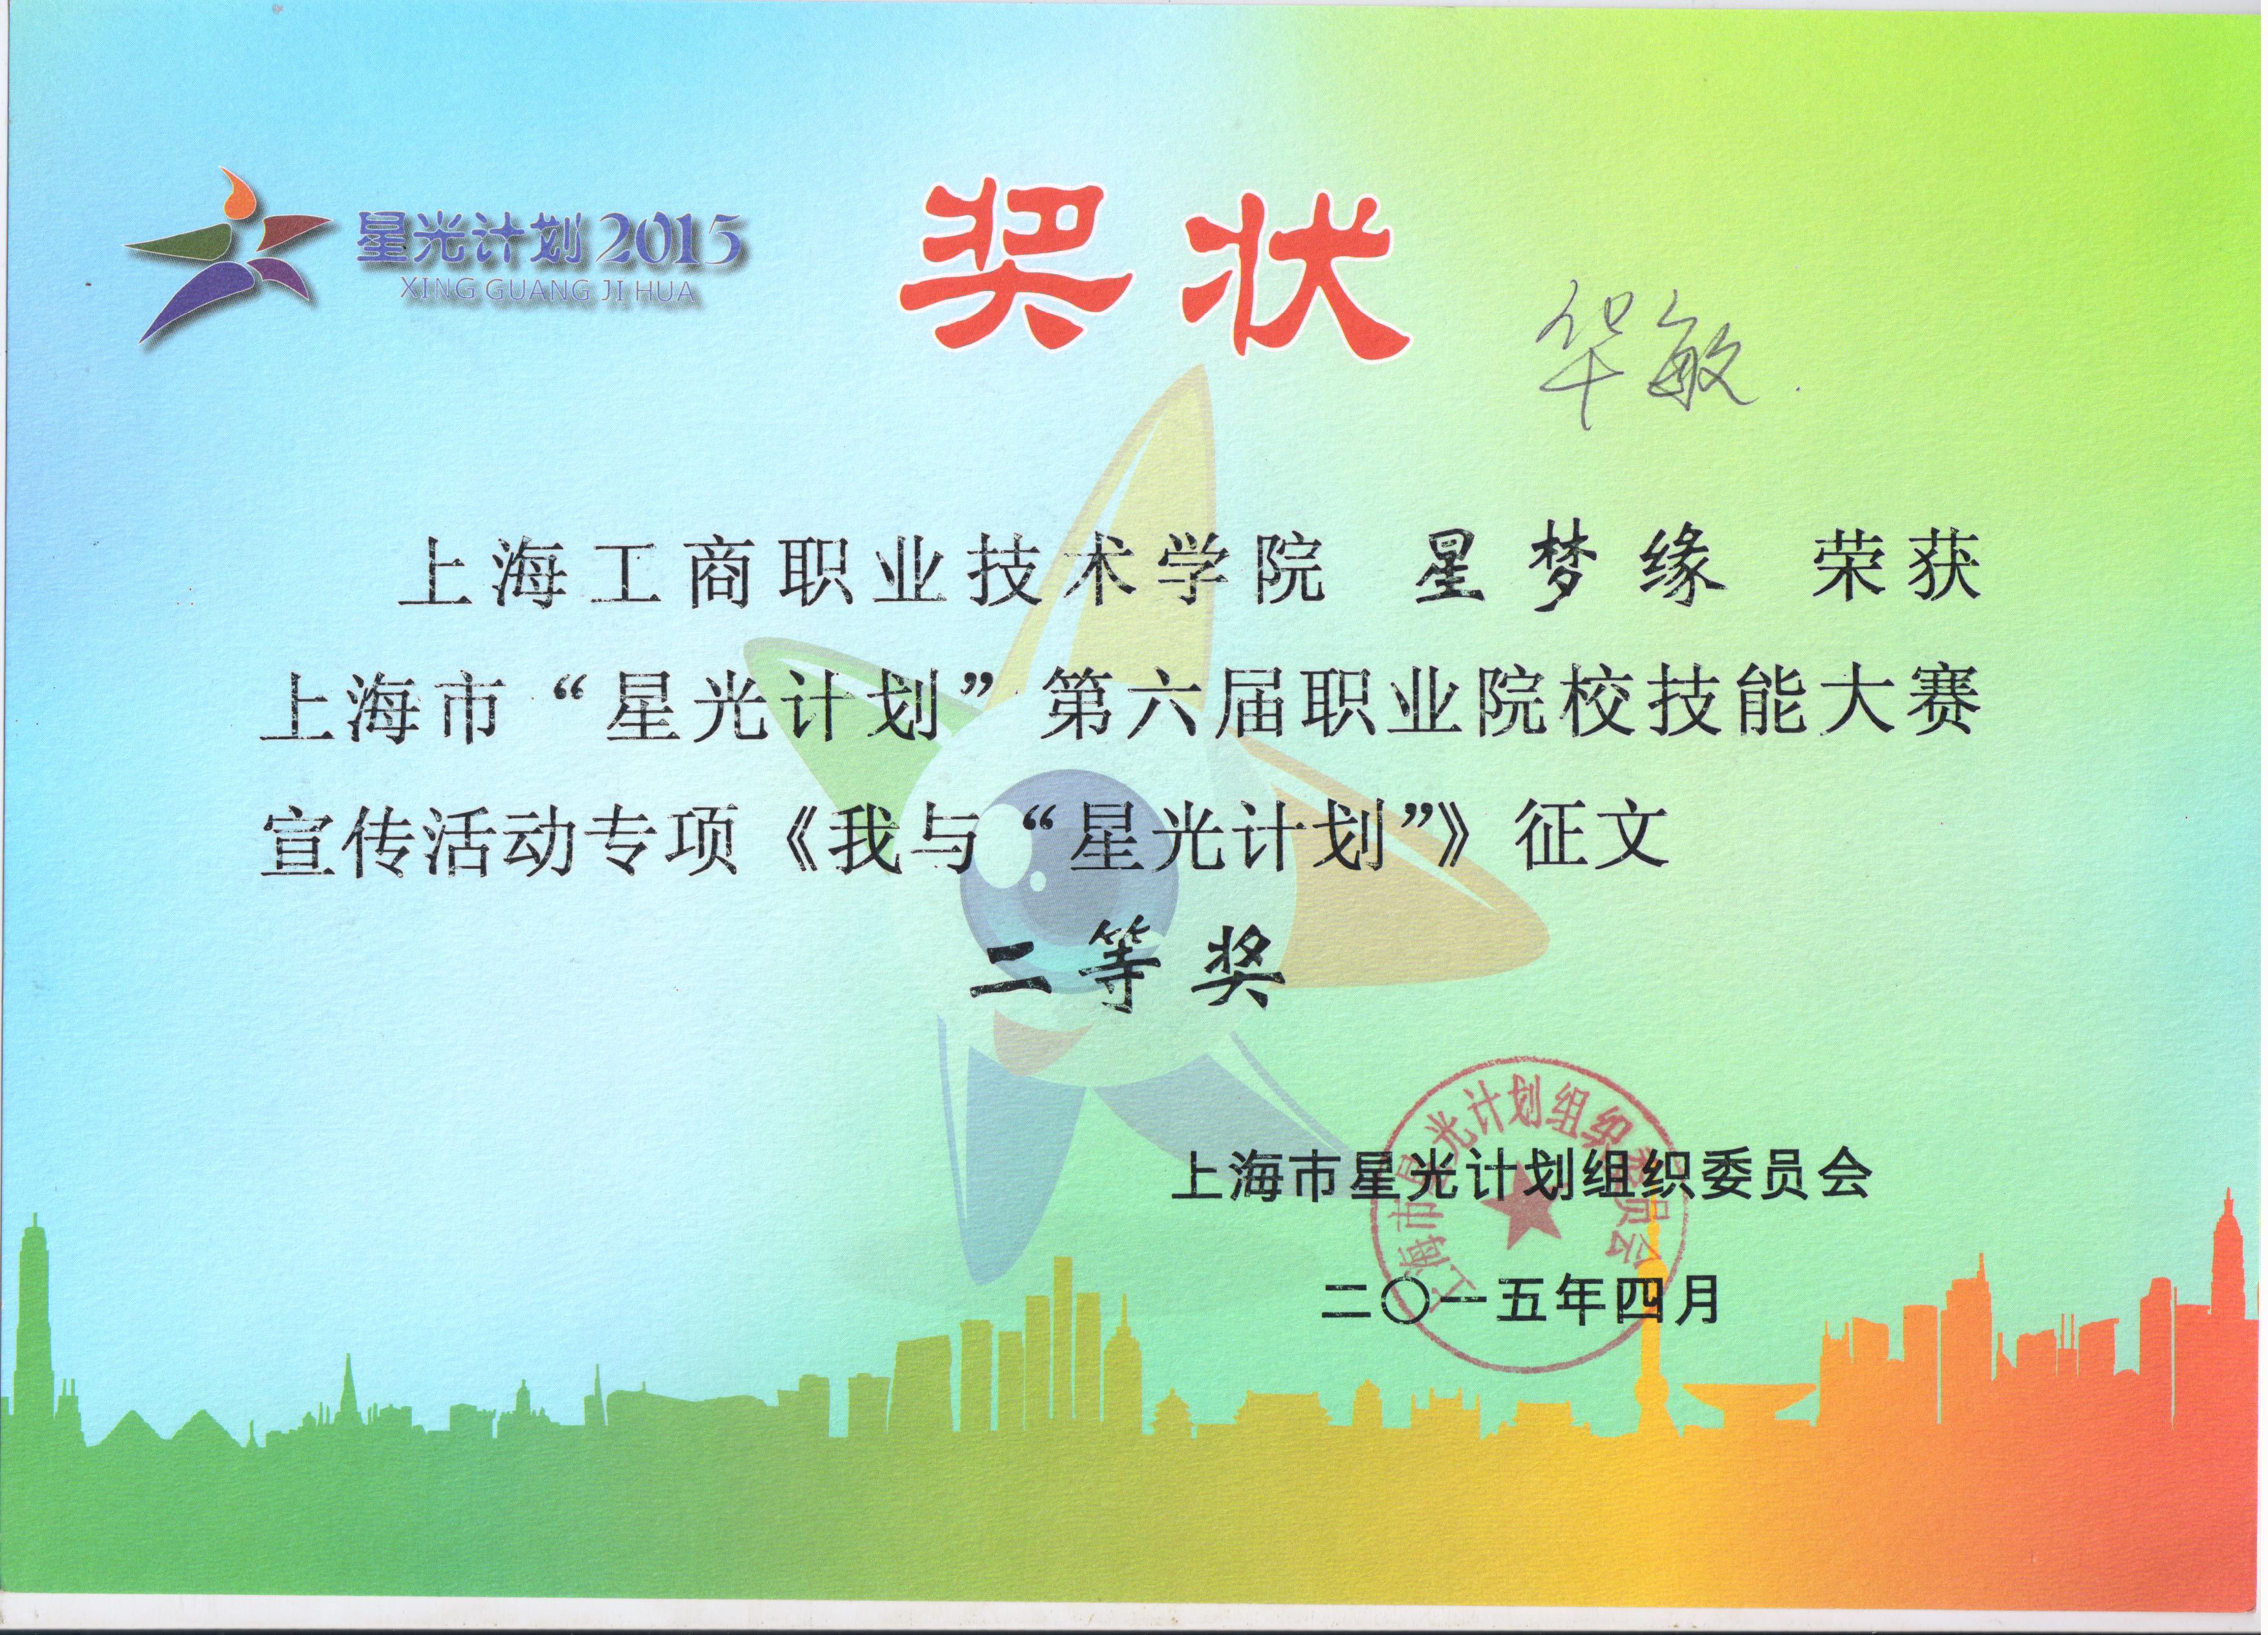 星光计划2015
XING GUANG JI HUA
奖状
华敏
上海工商职业技术学院 星梦缘 荣获
上海市“星光计划”第六届职业院校技能大赛
宣传活动专项《我与“星光计划”》征文
二等奖
上海市星光计划组织委员会
二〇一五年四月
上海市星光计划组织委员会